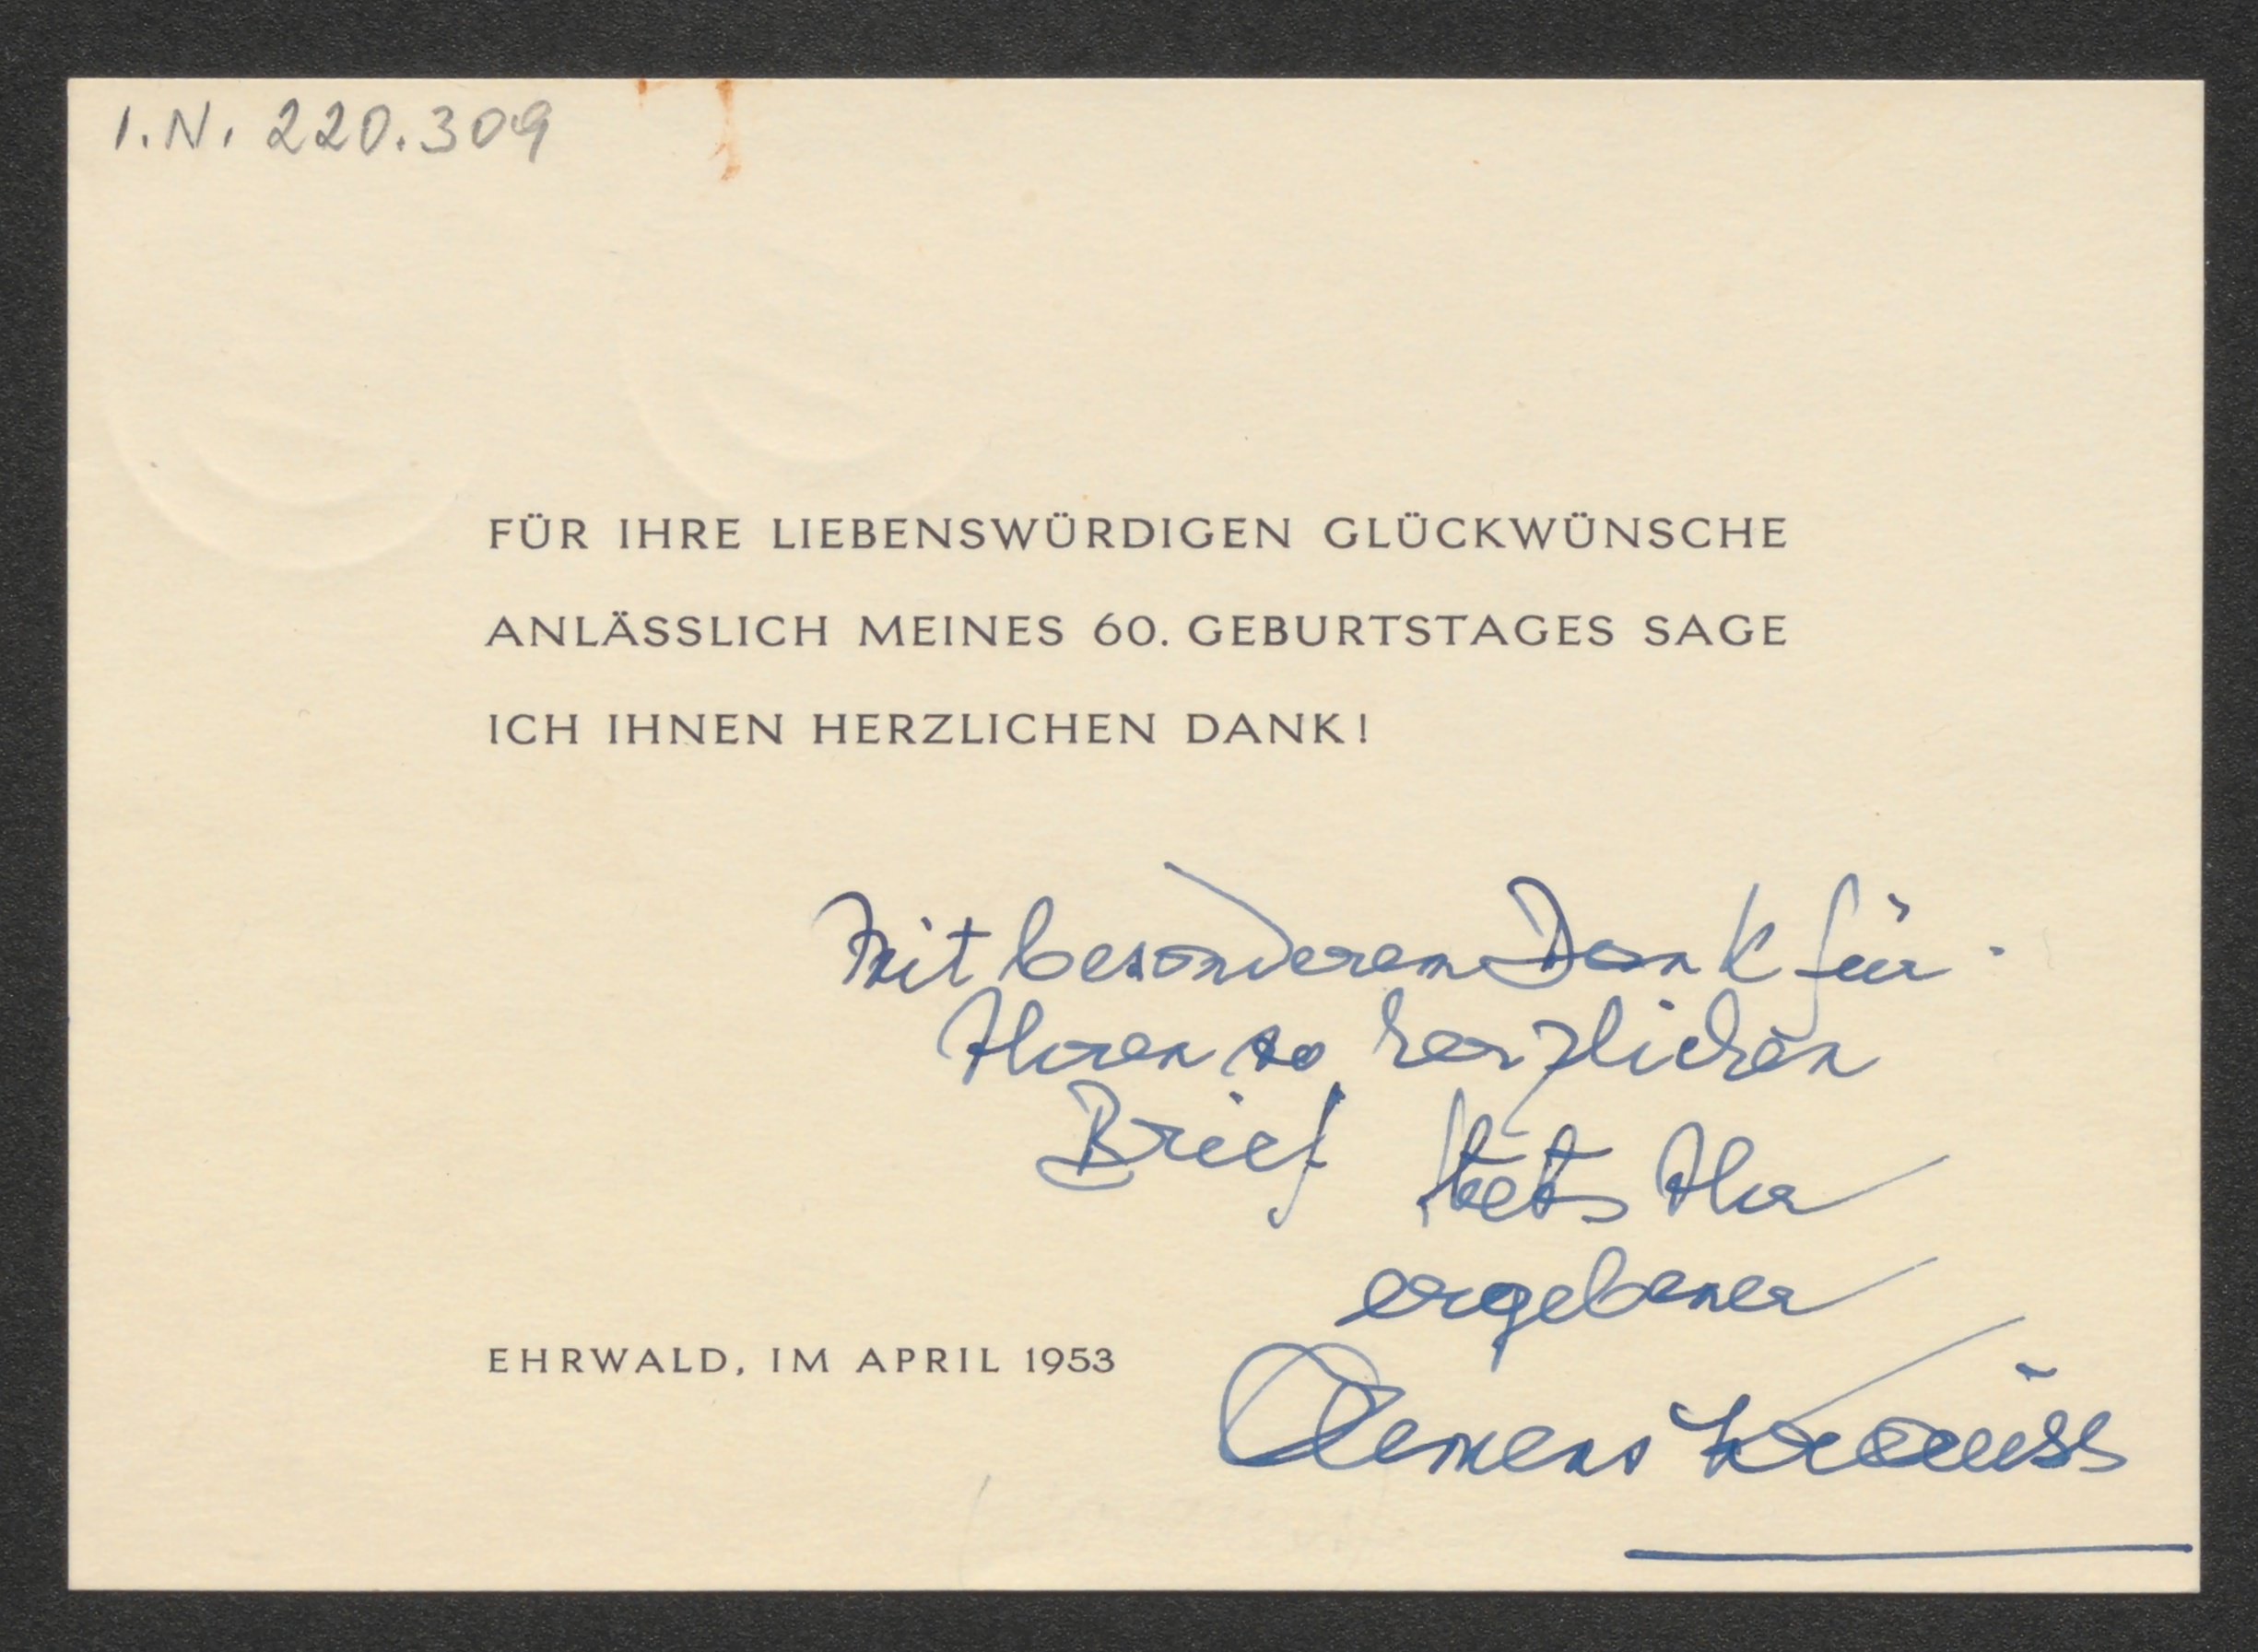 I.N. 220.309
FÜR IHRE LIEBENSWÜRDIGEN GLÜCKWÜNSCHE
ANLÄSSLICH MEINES 60. GEBURTSTAGES SAGE
ICH IHNEN HERZLICHEN DANK!
Mit besonderem Dank für
Ihren so herzlichen
Brief stets Ihr
ergebener
EHRWALD, IM APRIL 1953
Clemens Krauss